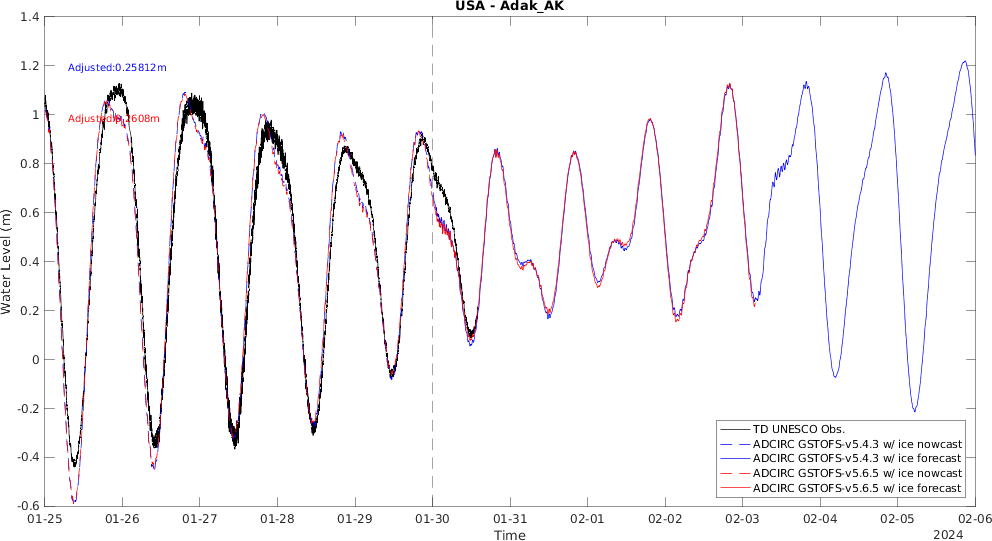 USA - Adak_AK
1.4
1.2
1
0.8
0.6
0.4
0.2
0
-0.2
-0.4
-0.6
Water Level (m)
Adjusted:0.25812m
Adjusted:0.2608m
TD UNESCO Obs.
ADCIRC GSTOFS-v5.4.3 w/ ice nowcast
ADCIRC GSTOFS-v5.4.3 w/ ice forecast
ADCIRC GSTOFS-v5.6.5 w/ ice nowcast
ADCIRC GSTOFS-v5.6.5 w/ ice forecast
01-25 01-26 01-27 01-28 01-29 01-30 01-31 02-01 02-02 02-03 02-04 02-05 02-06
Time
2024